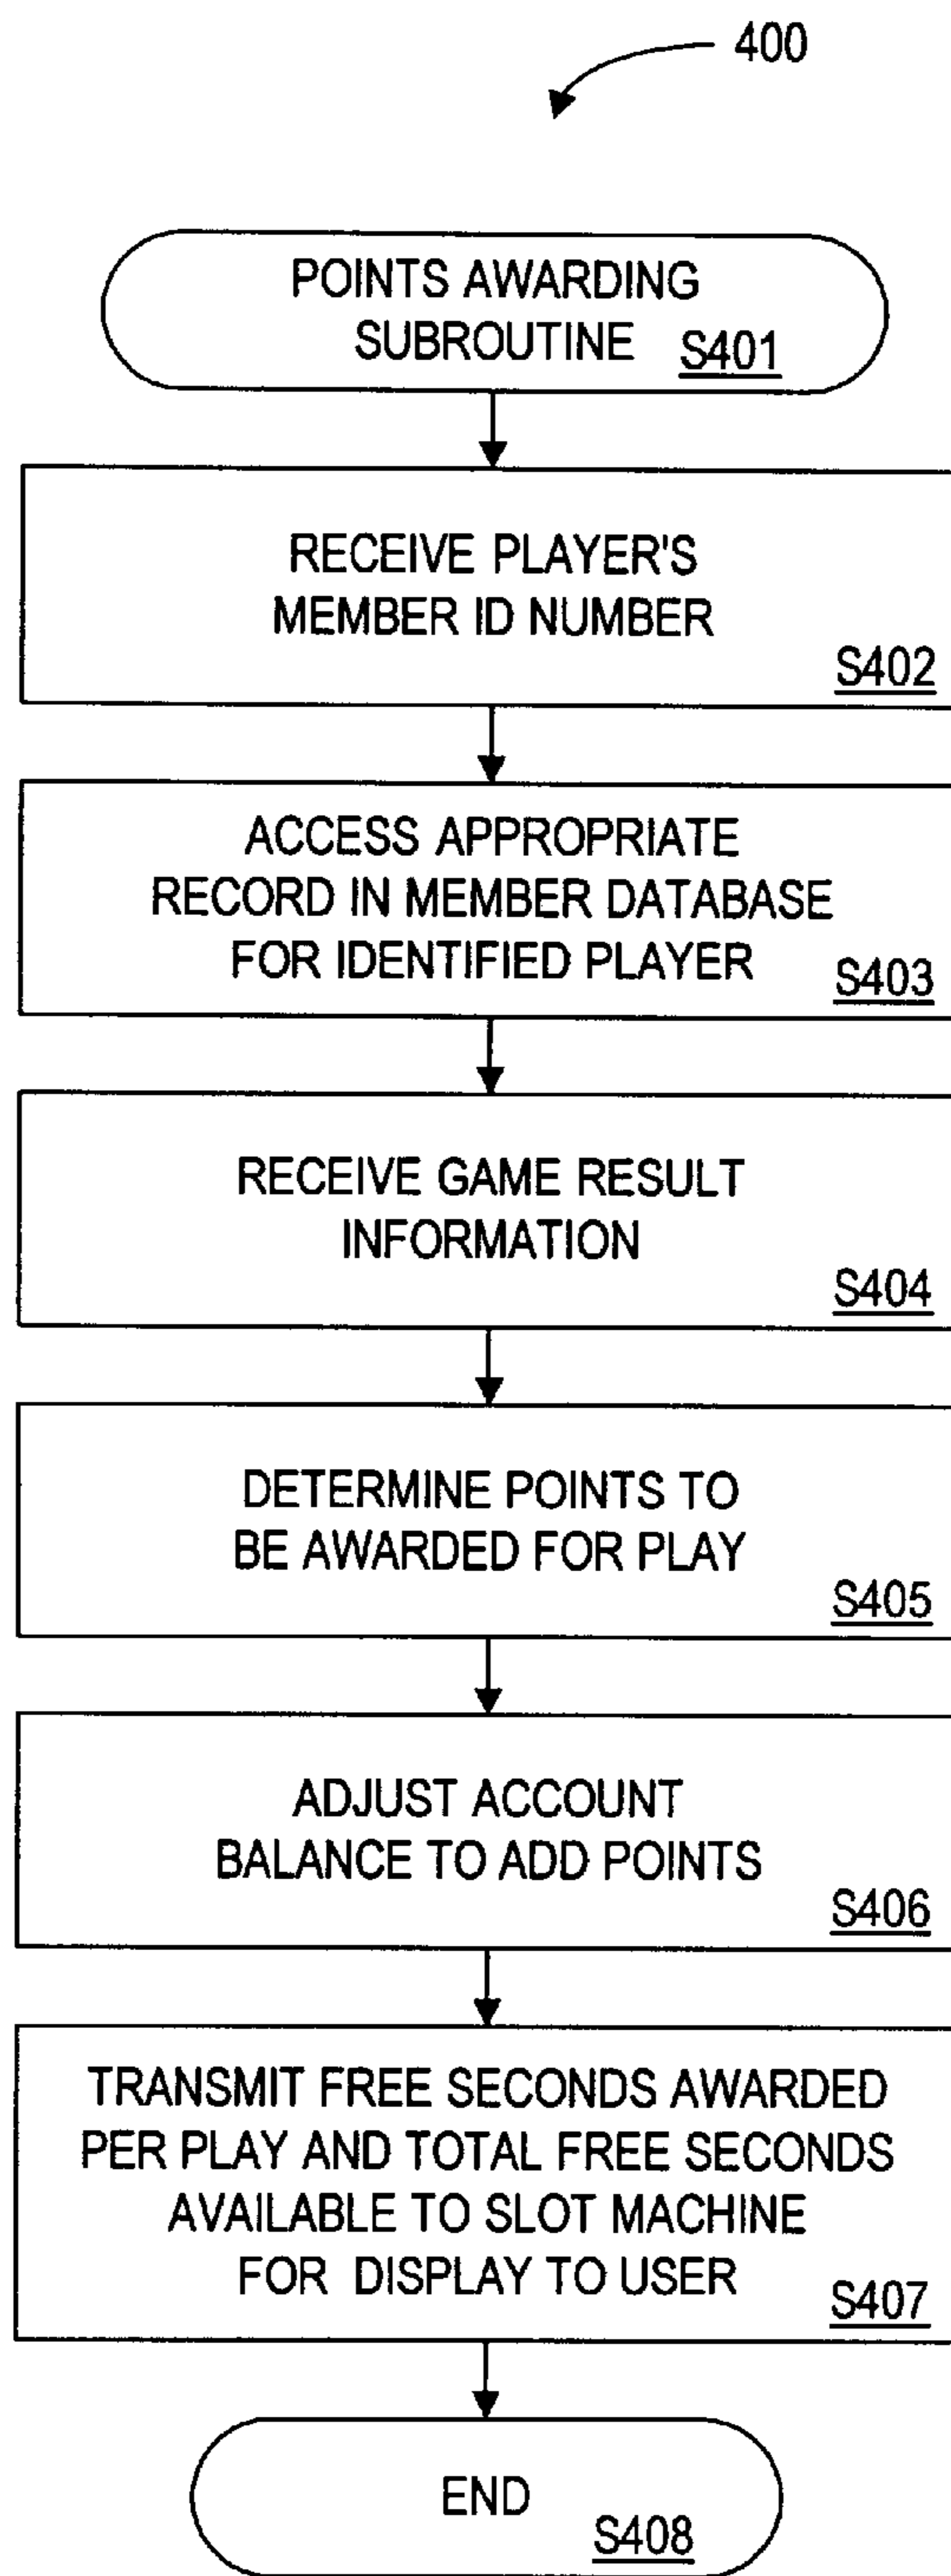 400
POINTS AWARDING
SUBROUTINE S401
RECEIVE PLAYER'S
MEMBER ID NUMBER
S402
ACCESS APPROPRIATE
RECORD IN MEMBER DATABASE
FOR IDENTIFIED PLAYER
S403
RECEIVE GAME RESULT
INFORMATION
S404
DETERMINE POINTS TO
BE AWARDED FOR PLAY
S405
ADJUST ACCOUNT
BALANCE TO ADD POINTS
S406
TRANSMIT FREE SECONDS AWARDED
PER PLAY AND TOTAL FREE SECONDS
AVAILABLE TO SLOT MACHINE
FOR DISPLAY TO USER
S407
END
S408